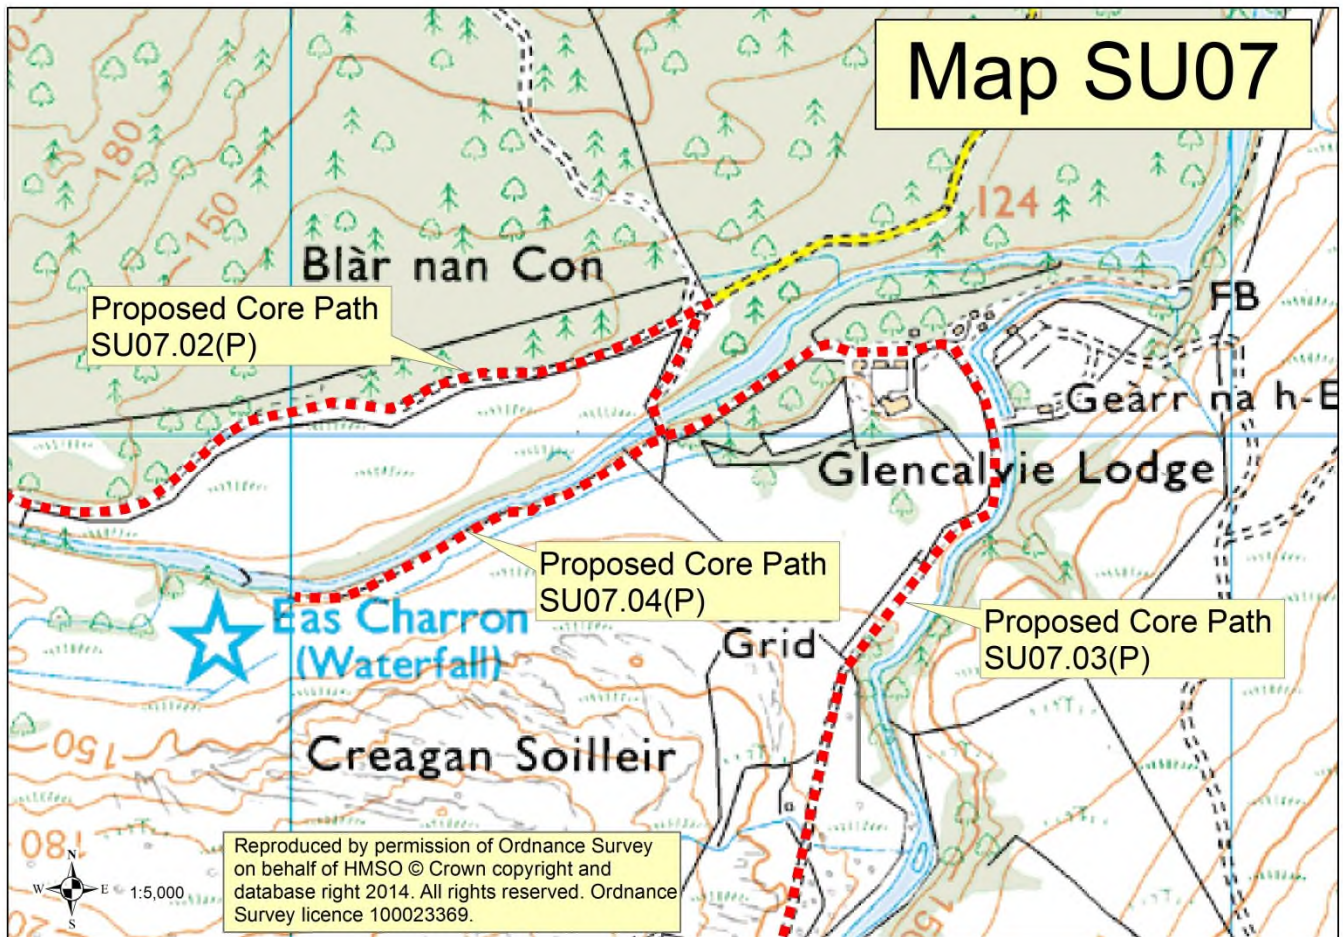 Map SU07
180
150
124
Blàr nan Con
Proposed Core Path
SU07.02(P)
FB
Geàrr na h-E
Glencalvie Lodge
Proposed Core Path
SU07.04(P)
Eas Charron
(Waterfall)
Grid
Proposed Core Path
SU07.03(P)
150
Creagan Soilleir
180
N
W
E
S
1:5,000
Reproduced by permission of Ordnance Survey
on behalf of HMSO © Crown copyright and
database right 2014. All rights reserved. Ordnance
Survey licence 100023369.
150